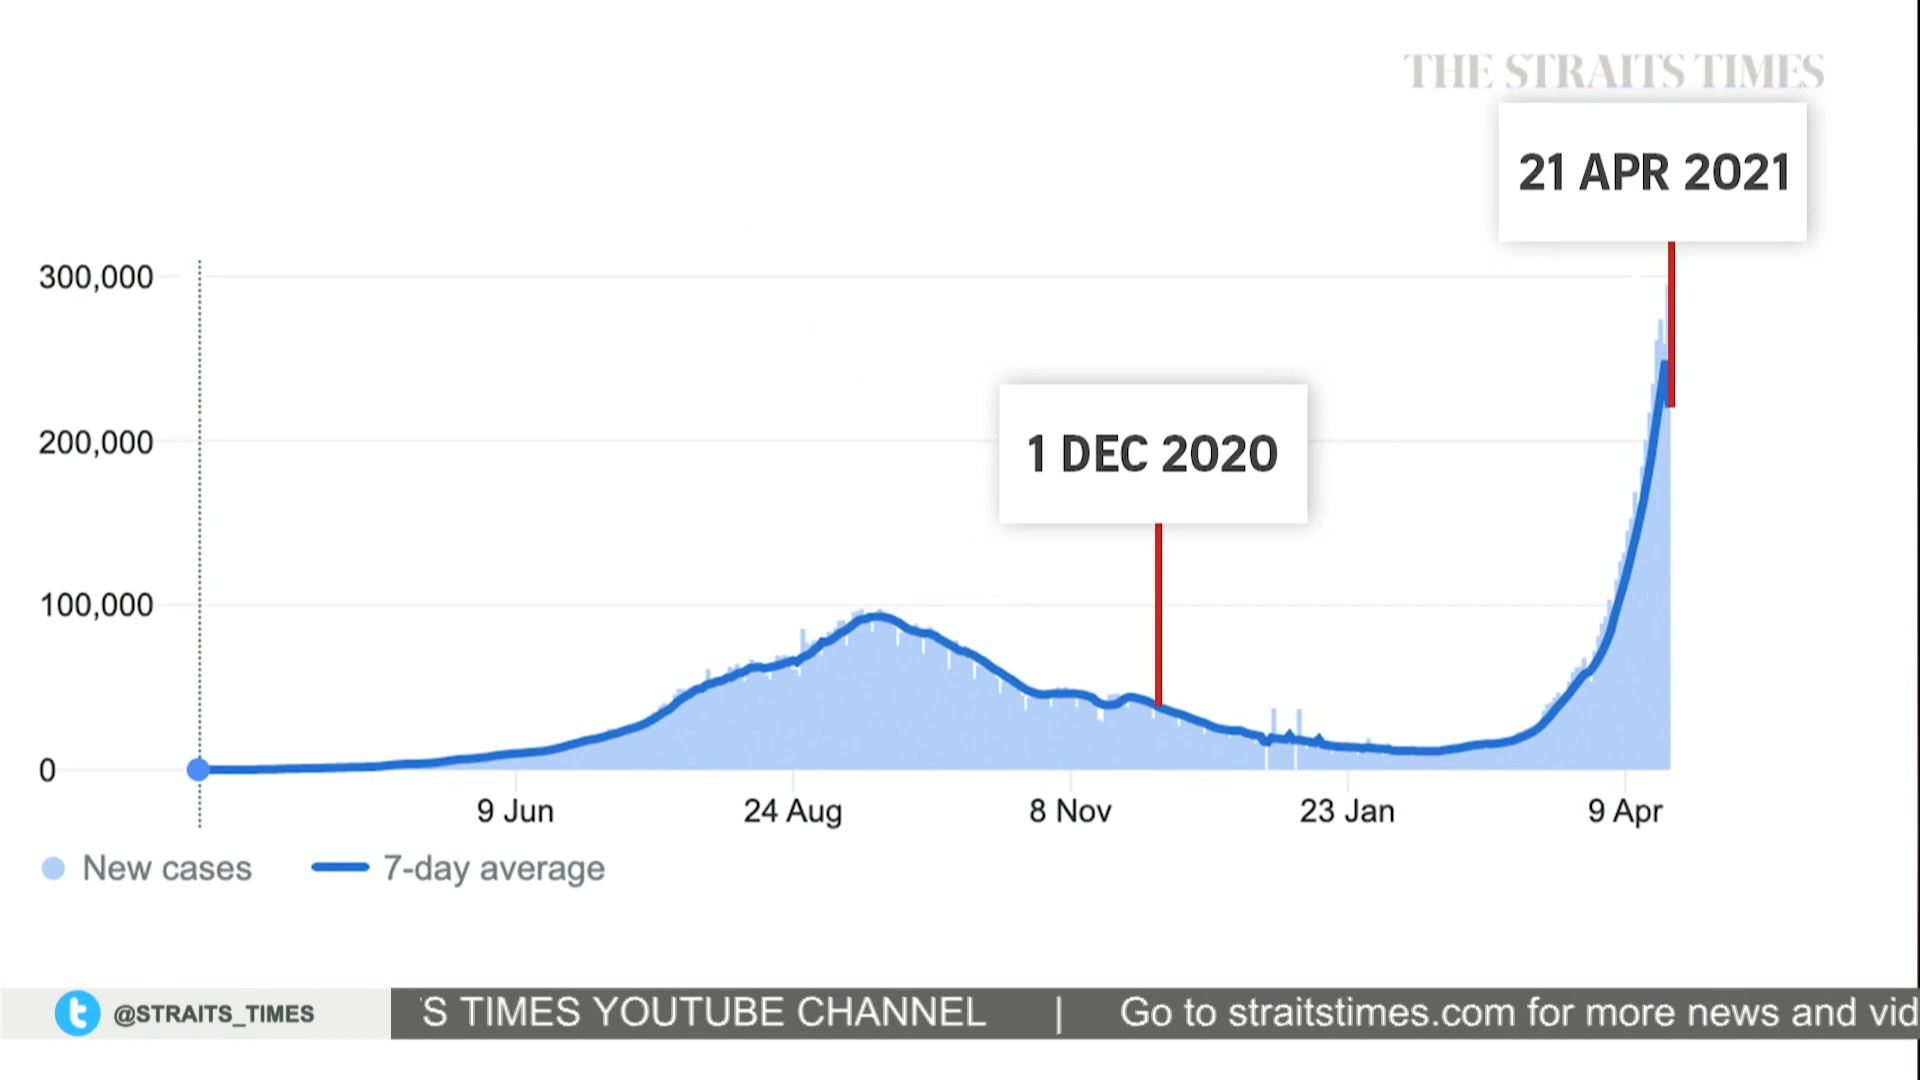 THE STRAITS TIMES
21 APR 2021
300,000
1 DEC 2020
200,000
100,000
0
9 Jun
24 Aug
8 Nov
23 Jan
9 Apr
New cases
7-day average
@STRAITS_TIMES
'S TIMES YOUTUBE CHANNEL | Go to straitstimes.com for more news and vid